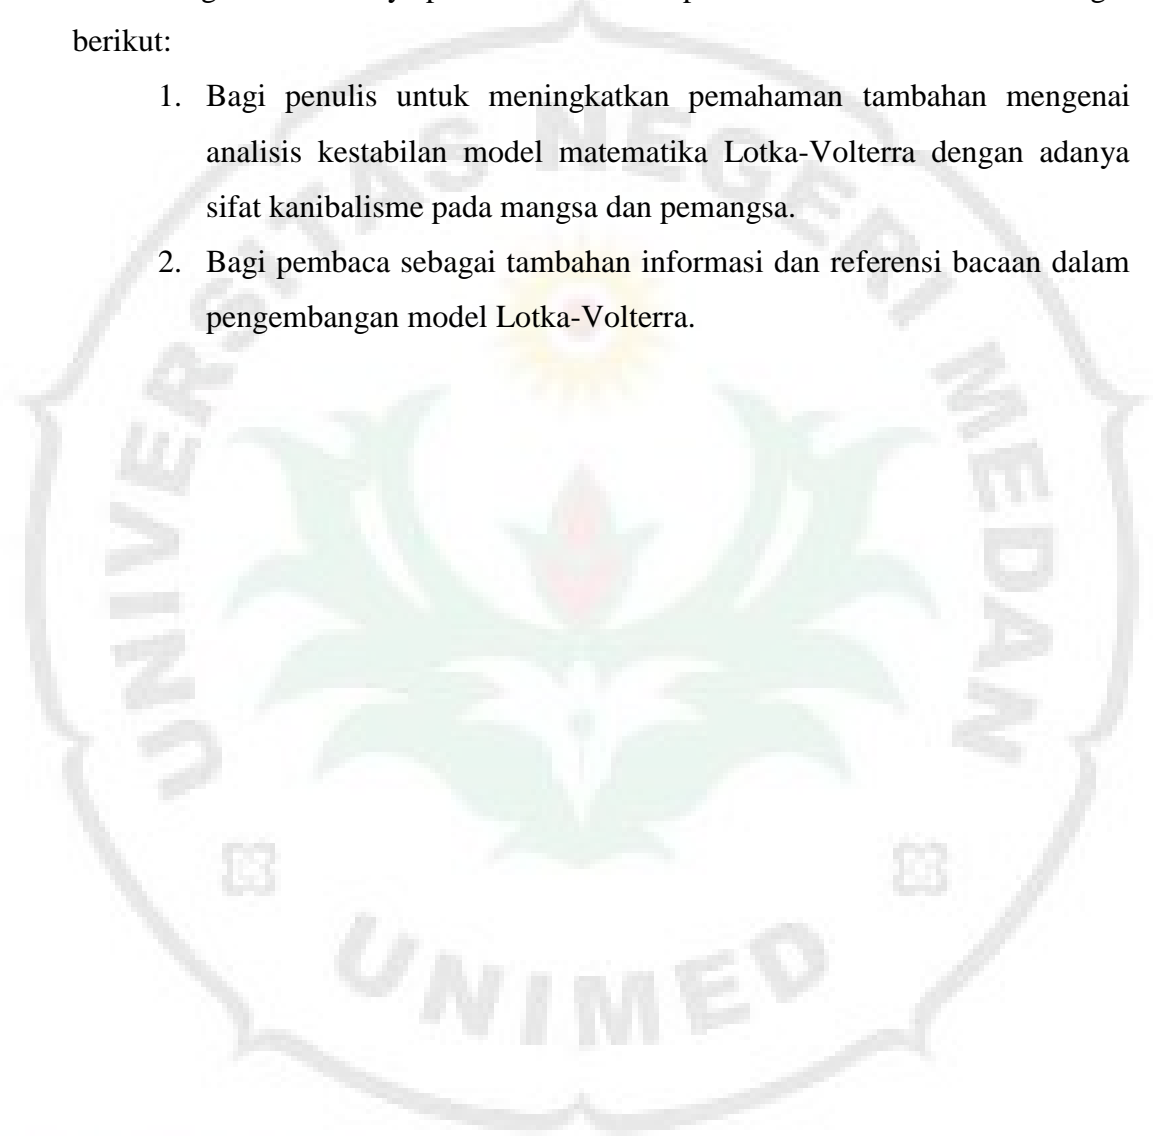 berikut:
1. Bagi penulis untuk meningkatkan pemahaman tambahan mengenai
analisis kestabilan model matematika Lotka-Volterra dengan adanya
sifat kanibalisme pada mangsa dan pemangsa.
2. Bagi pembaca sebagai tambahan informasi dan referensi bacaan dalam
pengembangan model Lotka-Volterra.
UNIVERSITAS NEGERI MEDAN
UNIMED